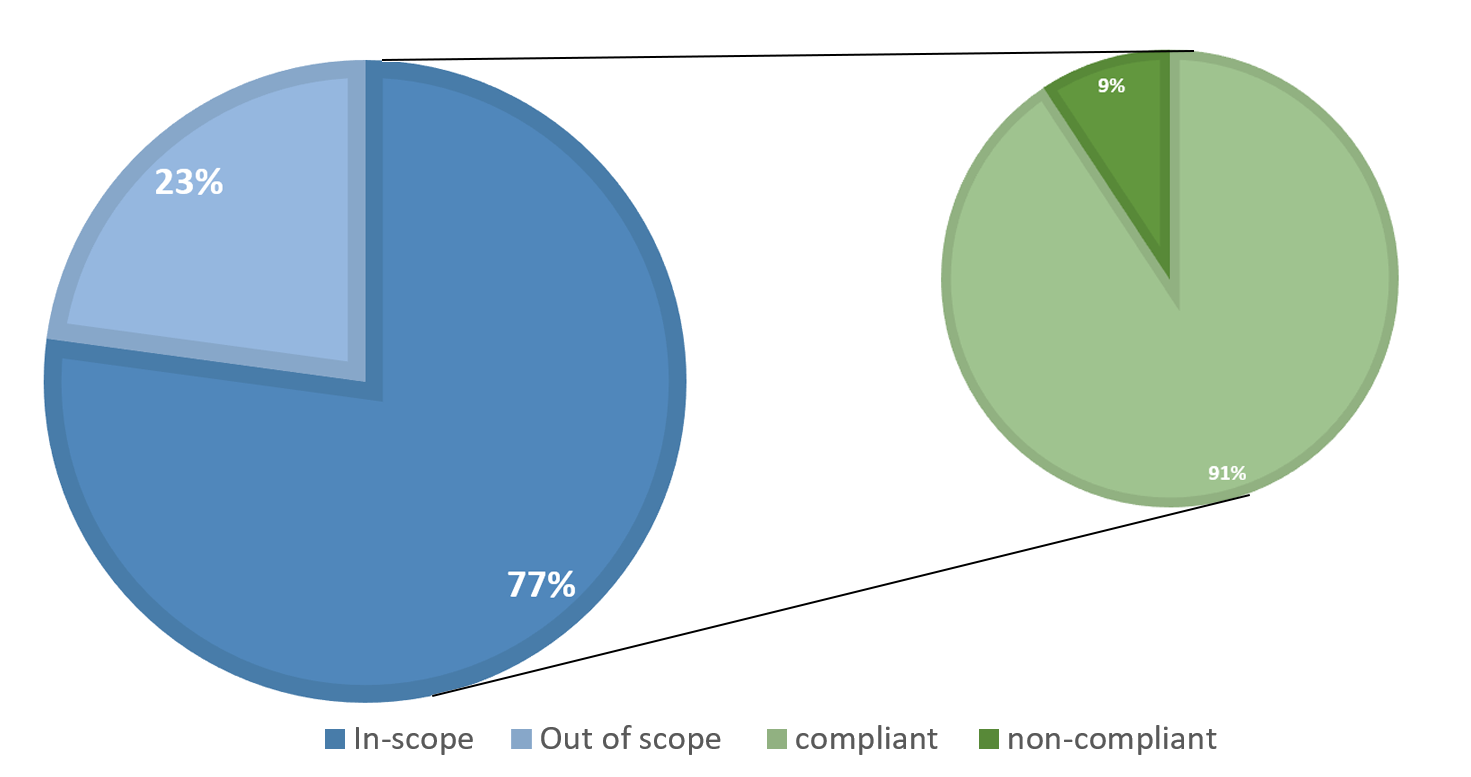 9%
23%
91%
77%
In-scope Out of scope compliant non-compliant